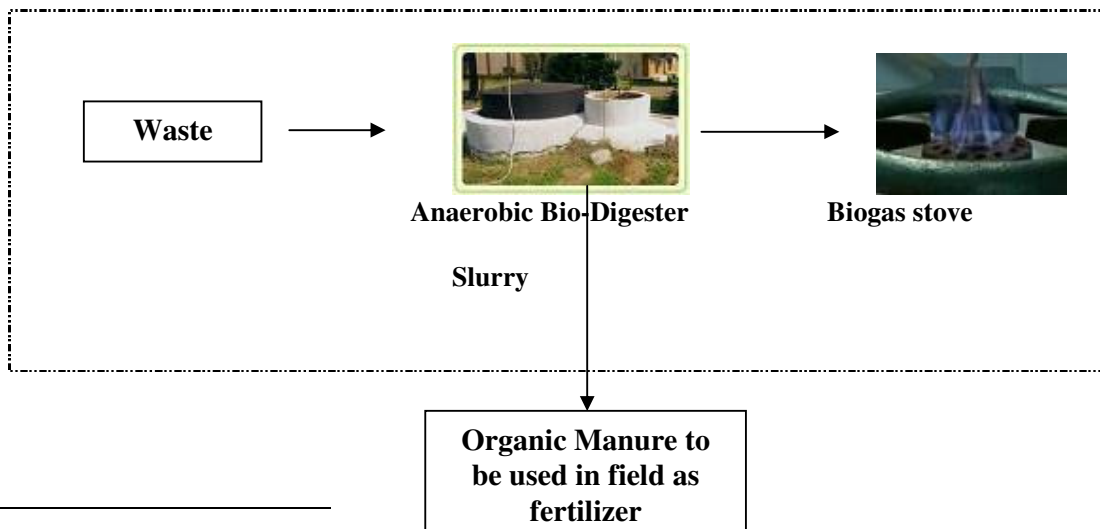 Waste
Anaerobic Bio-Digester
Biogas stove
Slurry
Organic Manure to
be used in field as
fertilizer